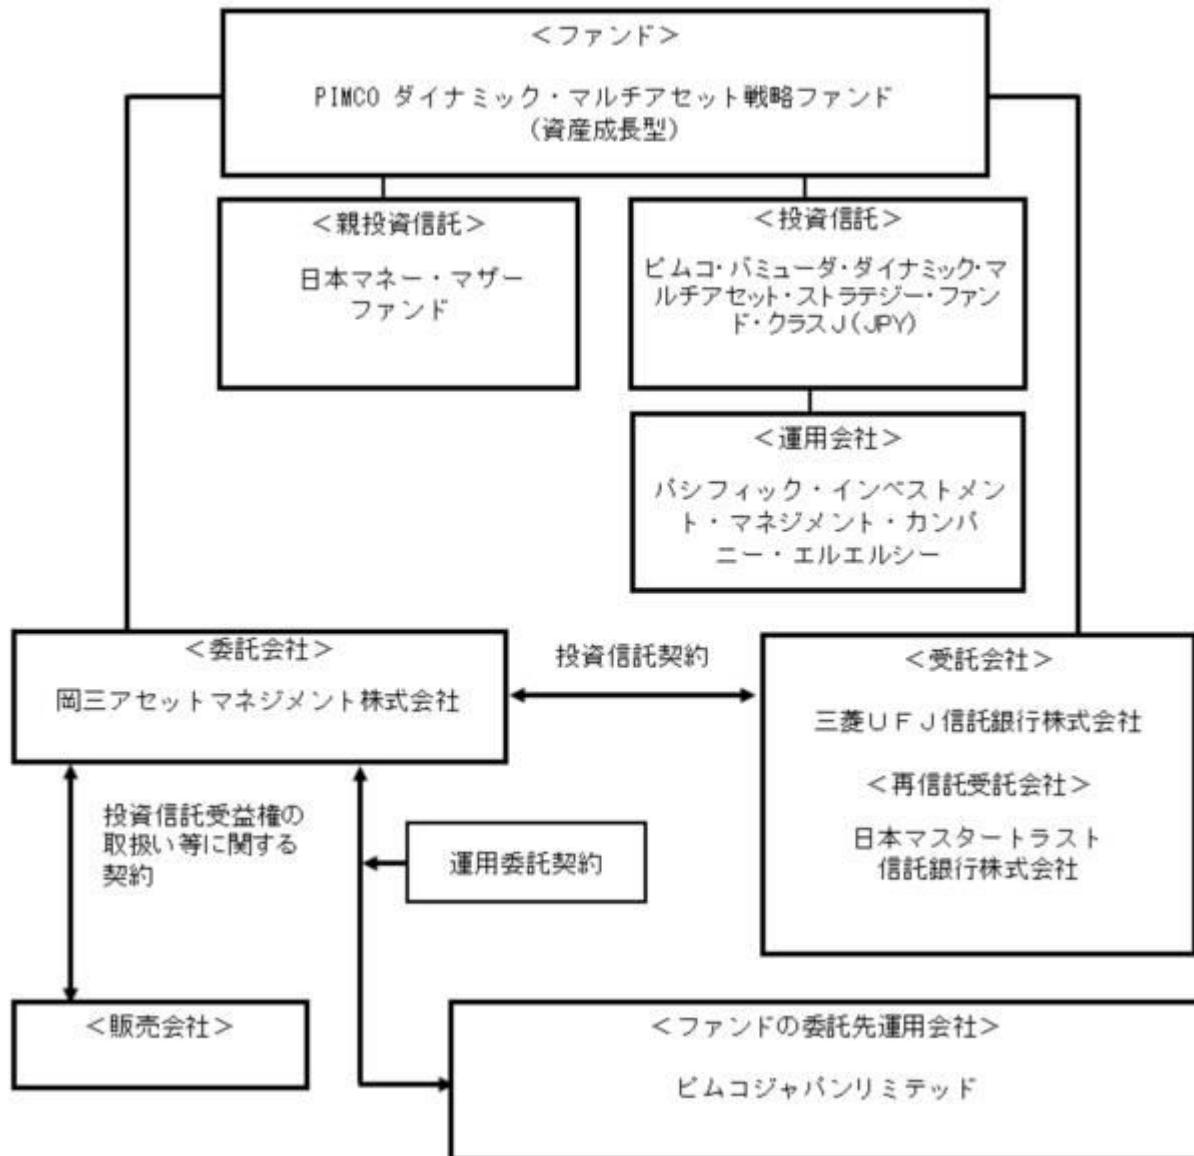 ＜ファンド＞
PIMCO ダイナミック・マルチアセット戦略ファンド
（資産成長型）
＜親投資信託＞
日本マネー・マザー
ファンド
＜投資信託＞
ピムコ・バミューダ・ダイナミック・マ
ルチアセット・ストラテジー・ファン
ド・クラスＪ（JPY）
＜運用会社＞
パシフィック・インベストメン
ト・マネジメント・カンパ
ニー・エルエルシー
＜委託会社＞
岡三アセットマネジメント株式会社
投資信託契約
＜受託会社＞
三菱ＵＦＪ信託銀行株式会社
＜再信託受託会社＞
日本マスタートラスト
信託銀行株式会社
投資信託受益権の
取扱い等に関する
契約
運用委託契約
＜販売会社＞
＜ファンドの委託先運用会社＞
ピムコジャパンリミテッド